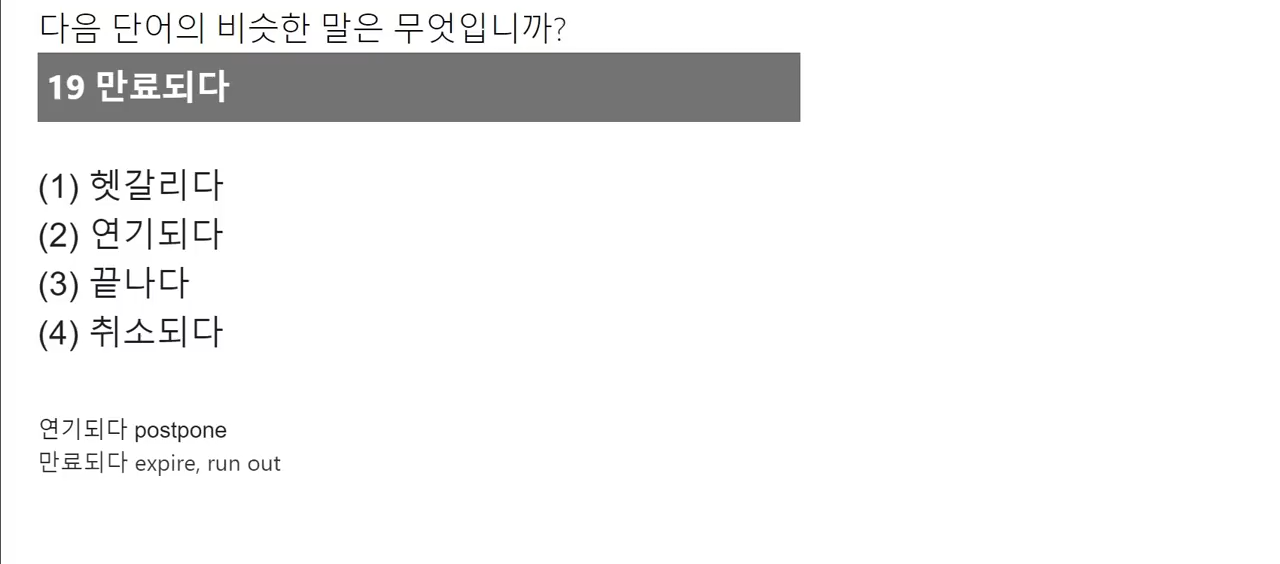 다음 단어의 비슷한 말은 무엇입니까?
19 만료되다
(1) 헷갈리다
(2) 연기되다
(3) 끝나다
(4) 취소되다
연기되다 postpone
만료되다 expire, run out